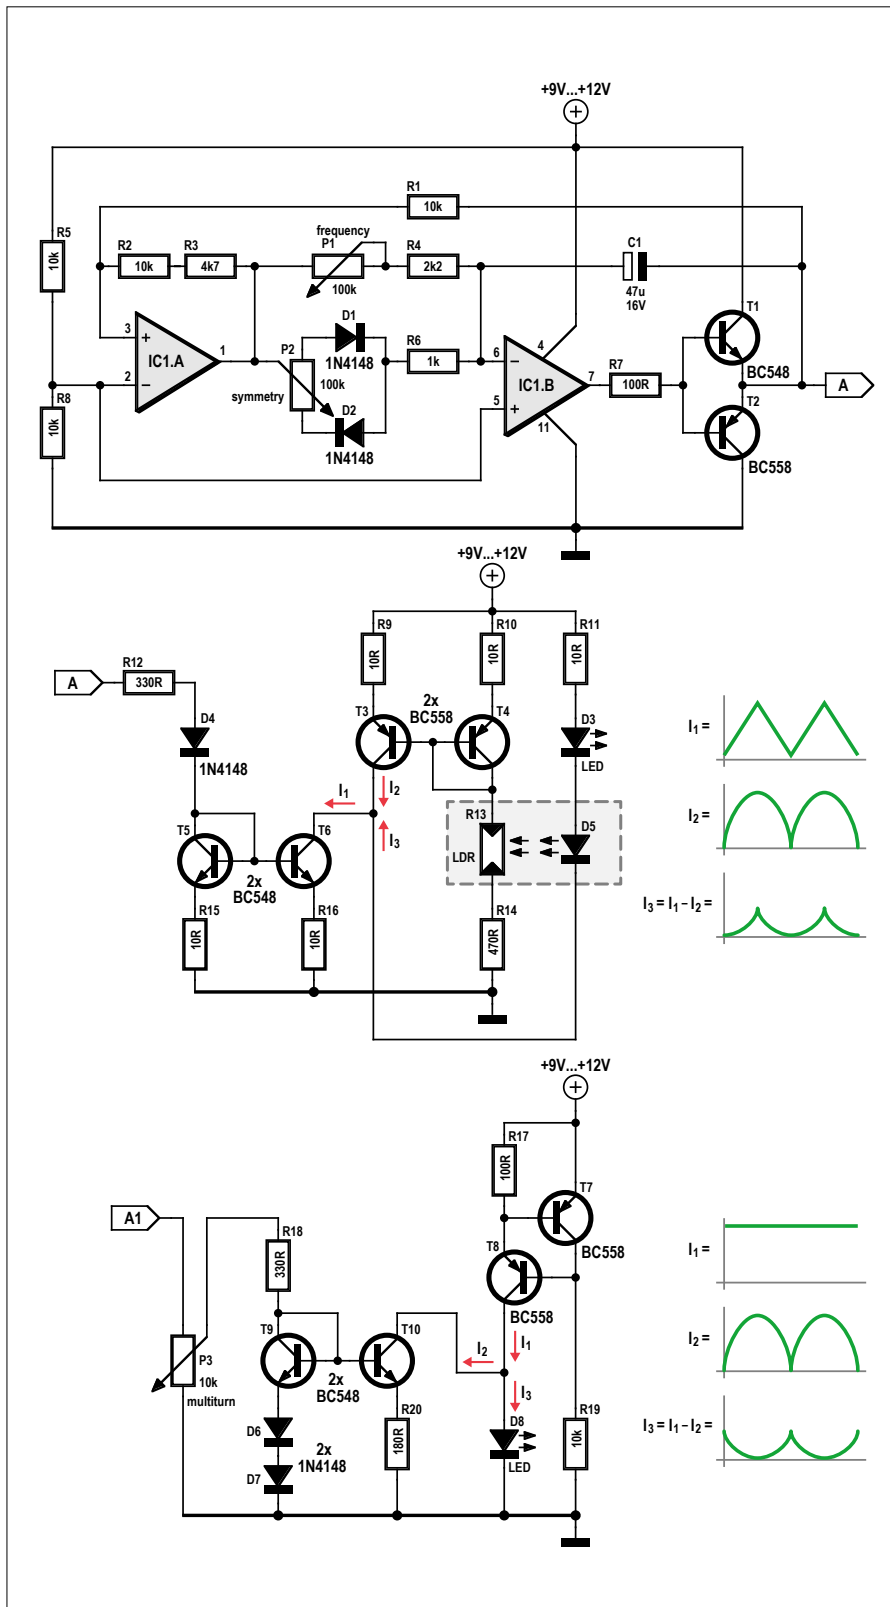 +9V...+12V
R1
10k
R5
10k
R2
10k
R3
4k7
frequency
P1
100k
R4
2k2
C1
47u
16V
T1
BC548
3
+
2
−
IC1.A
1
P2
100k
symmetry
D1
1N4148
D2
1N4148
R6
1k
6
−
5
+
4
IC1.B
7
11
R7
100R
A
T2
BC558
R8
10k
+9V...+12V
R9
10R
R10
10R
R11
10R
A
R12
330R
D4
1N4148
T3
2x
BC558
T4
D3
LED
I1
I2
I3
R13
LDR
D5
T5
T6
2x
BC548
R15
10R
R16
10R
R14
470R
I1 =
I2 =
I3 = I1 – I2 =
+9V...+12V
R17
100R
T7
BC558
T8
BC558
A1
R18
330R
P3
10k
multiturn
T9
T10
2x
BC548
I2
I1
I3
D6
D7
2x
1N4148
R20
180R
D8
LED
R19
10k
I1 =
I2 =
I3 = I1 – I2 =